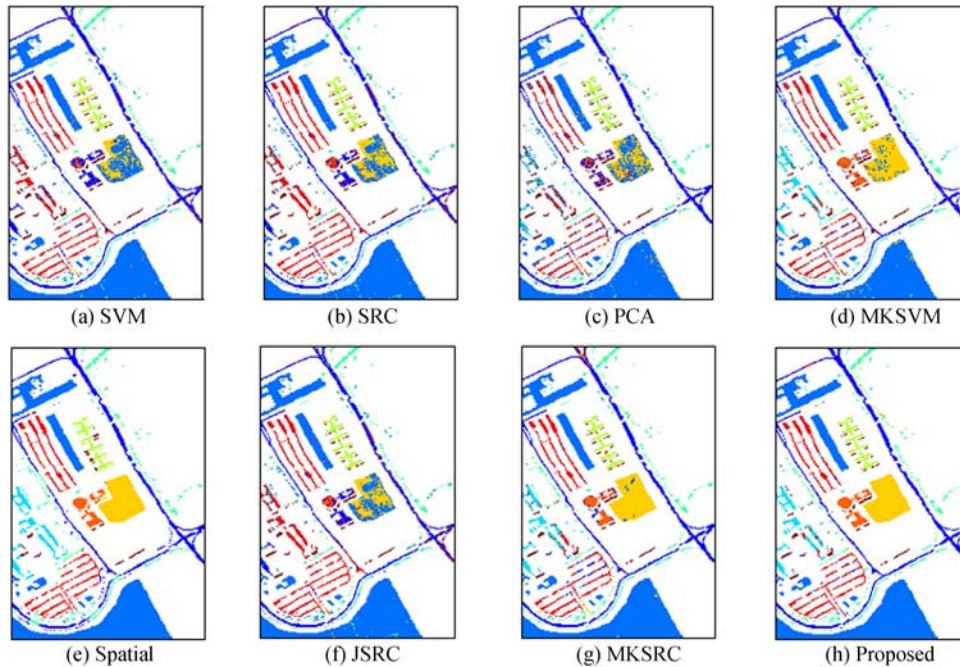 (a) SVM
(b) SRC
(c) PCA
(d) MKSVM
(e) Spatial
(f) JSRC
(g) MKSRC
(h) Proposed